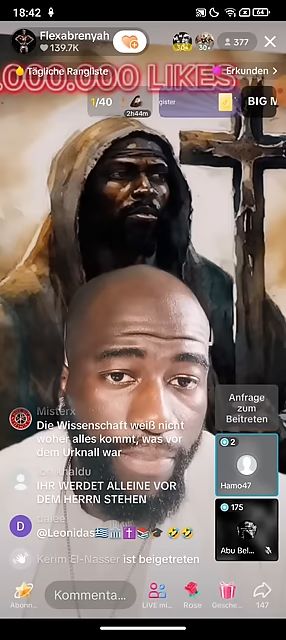 18:42
64
Flexabrenyah
139.7K
30+
30+
377
Tägliche Rangliste
.000.000 LIKES
Erkunden >
1/40
2h44m
gister
BIG M
Misterx
Die Wissenschaft weiß nicht
woher alles kommt, was vor
dem Urknall war
IHR WERDET ALLEINE VOR
DEM HERRN STEHEN
D
@Leonidas🇬🇷🏛️✝️📚🎓🤣🤣
Kerim El-Nasser ist beigetreten
Anfrage
zum
Beitreten
2
Hamo47
175
Abu Bel...
Abonn...
Kommenta...
LIVE mi...
Rose
Gesche...
147